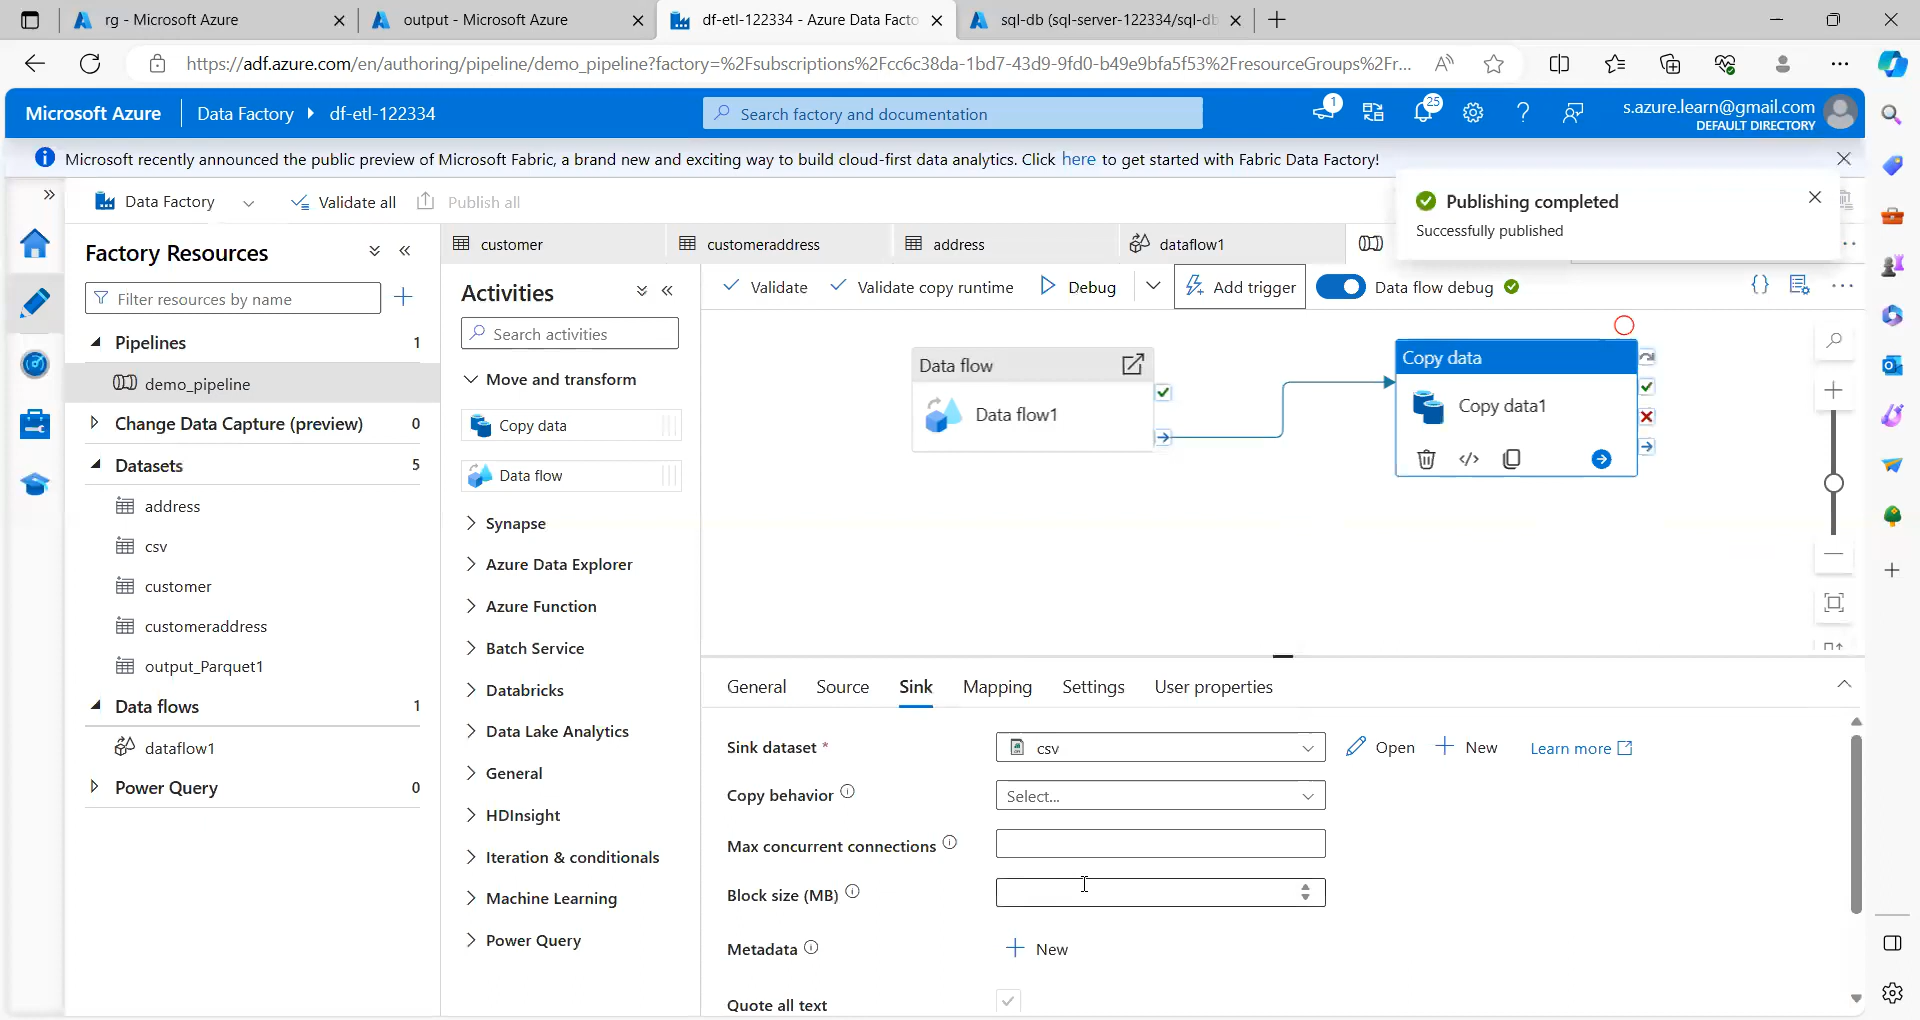 rg - Microsoft Azure
output - Microsoft Azure
df-etl-122334 - Azure Data Facto
sql-db (sql-server-122334/sql-db
https://adf.azure.com/en/authoring/pipeline/demo_pipeline?factory=%2Fsubscriptions%2Fcc6c38da-1bd7-43d9-9fd0-b49e9bfa5f53%2FresourceGroups%2Fr...
Microsoft Azure
Data Factory
df-etl-122334
Search factory and documentation
1
25
s.azure.learn@gmail.com
DEFAULT DIRECTORY
Microsoft recently announced the public preview of Microsoft Fabric, a brand new and exciting way to build cloud-first data analytics. Click here to get started with Fabric Data Factory!
Data Factory
Validate all
Publish all
Publishing completed
Successfully published
Factory Resources
Filter resources by name
Pipelines 1
demo_pipeline
Change Data Capture (preview) 0
Datasets 5
address
csv
customer
customeraddress
output_Parquet1
Data flows 1
dataflow1
Power Query 0
customer
customeraddress
address
dataflow1
Activities
Search activities
Move and transform
Copy data
Data flow
Synapse
Azure Data Explorer
Azure Function
Batch Service
Databricks
Data Lake Analytics
General
HDInsight
Iteration & conditionals
Machine Learning
Power Query
Validate
Validate copy runtime
Debug
Add trigger
Data flow debug
Data flow
Data flow1
Copy data
Copy data1
General
Source
Sink
Mapping
Settings
User properties
Sink dataset *
csv
Open
New
Learn more
Copy behavior
Select...
Max concurrent connections
Block size (MB)
Metadata
New
Quote all text